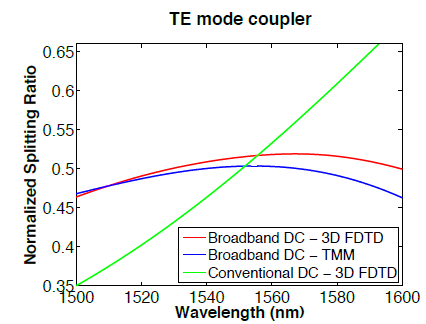 TE mode coupler
Normalized Splitting Ratio
0.65
0.6
0.55
0.5
0.45
0.4
0.35
Broadband DC – 3D FDTD
Broadband DC – TMM
Conventional DC – 3D FDTD
1500 1520 1540 1560 1580 1600
Wavelength (nm)